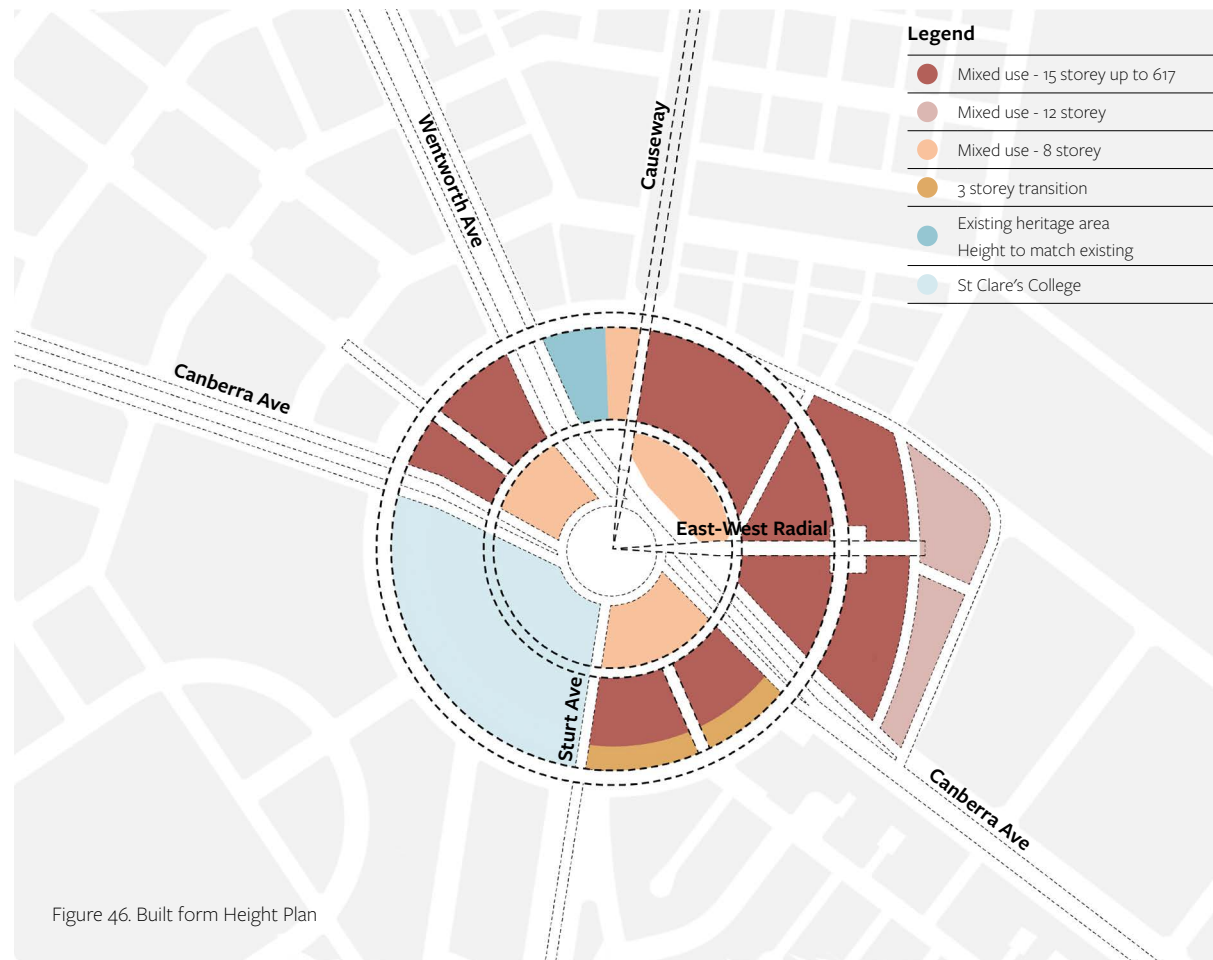 Legend
Mixed use - 15 storey up to 617
Mixed use - 12 storey
Mixed use - 8 storey
3 storey transition
Existing heritage area
Height to match existing
St Clare's College
Wentworth Ave
Causeway
Canberra Ave
East-West Radial
Sturt Ave
Canberra Ave
Figure 46. Built form Height Plan